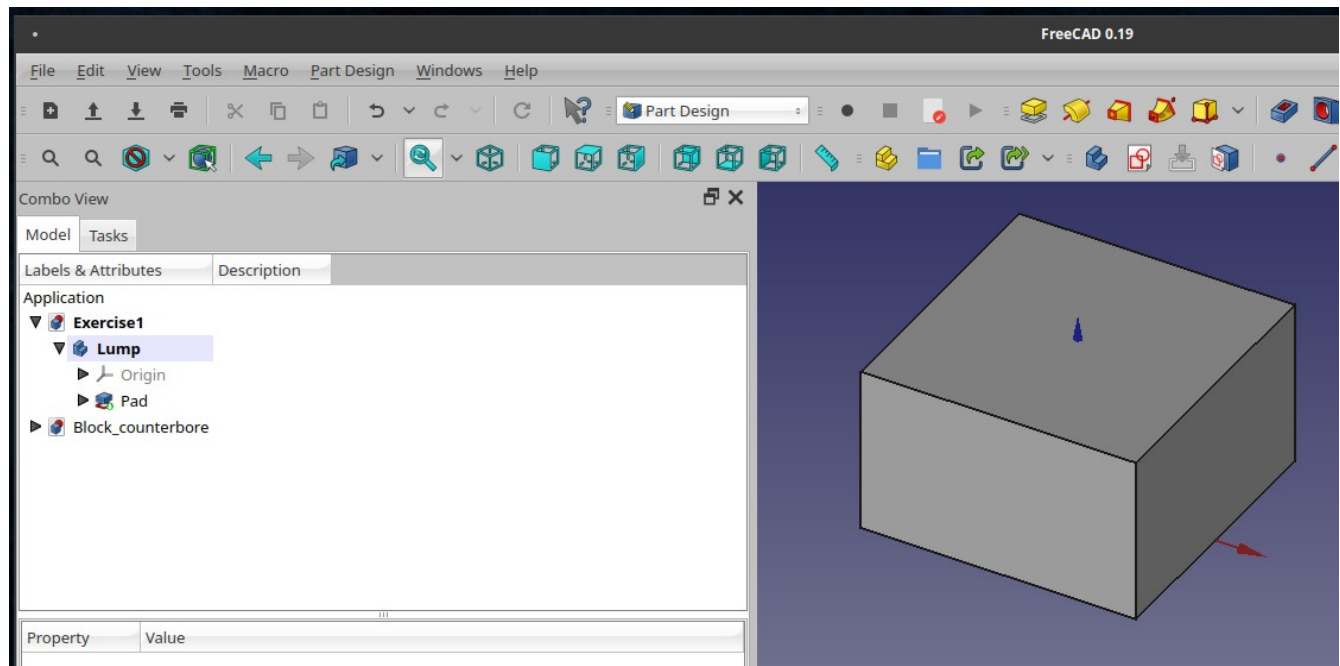 FreeCAD 0.19
File Edit View Tools Macro Part Design Windows Help
Part Design
Combo View
Model Tasks
Labels & Attributes Description
Application
Exercise1
Lump
Origin
Pad
Block_counterbore
Property Value